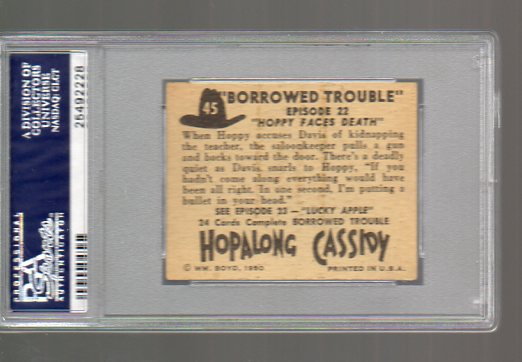 A DIVISION OF
COLLECTORS
UNIVERSE
NASDAQ: CLCT
25492228
PROFESSIONAL
PSA
Sports
AUTHENTICATOR
45
"BORROWED TROUBLE"
EPISODE 22
"HOPPY FACES DEATH"
When Hoppy accuses Davis of kidnapping
the teacher, the saloonkeeper pulls a gun
and backs toward the door. There's a deadly
quiet as Davis snarls to Hoppy, "If you
hadn't come along everything would have
been all right. In one second, I'm putting a
bullet in your head."
SEE EPISODE 23 — "LUCKY APPLE"
24 Cards Complete BORROWED TROUBLE
HOPALONG CASSIDY
© WM. BOYD, 1950 PRINTED IN U.S.A.